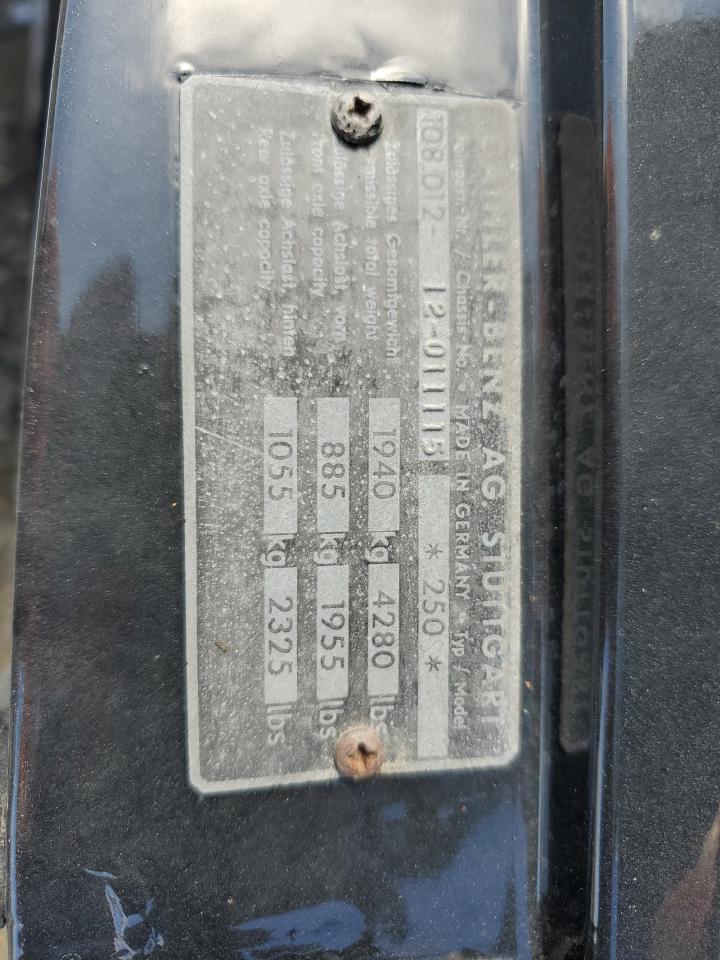 DAIMLER-BENZ AG STUTTGART
Fahrgest.-Nr. / Chassis No. • MADE IN GERMANY • Typ / Model
108.012- 12-011115 *250S*
Zulässiges Gesamtgewicht 1940 kg 4280 lbs
Permissible total weight
Zulässige Achslast, vorn 885 kg 1955 lbs
Front axle capacity
Zulässige Achslast, hinten 1055 kg 2325 lbs
Rear axle capacity